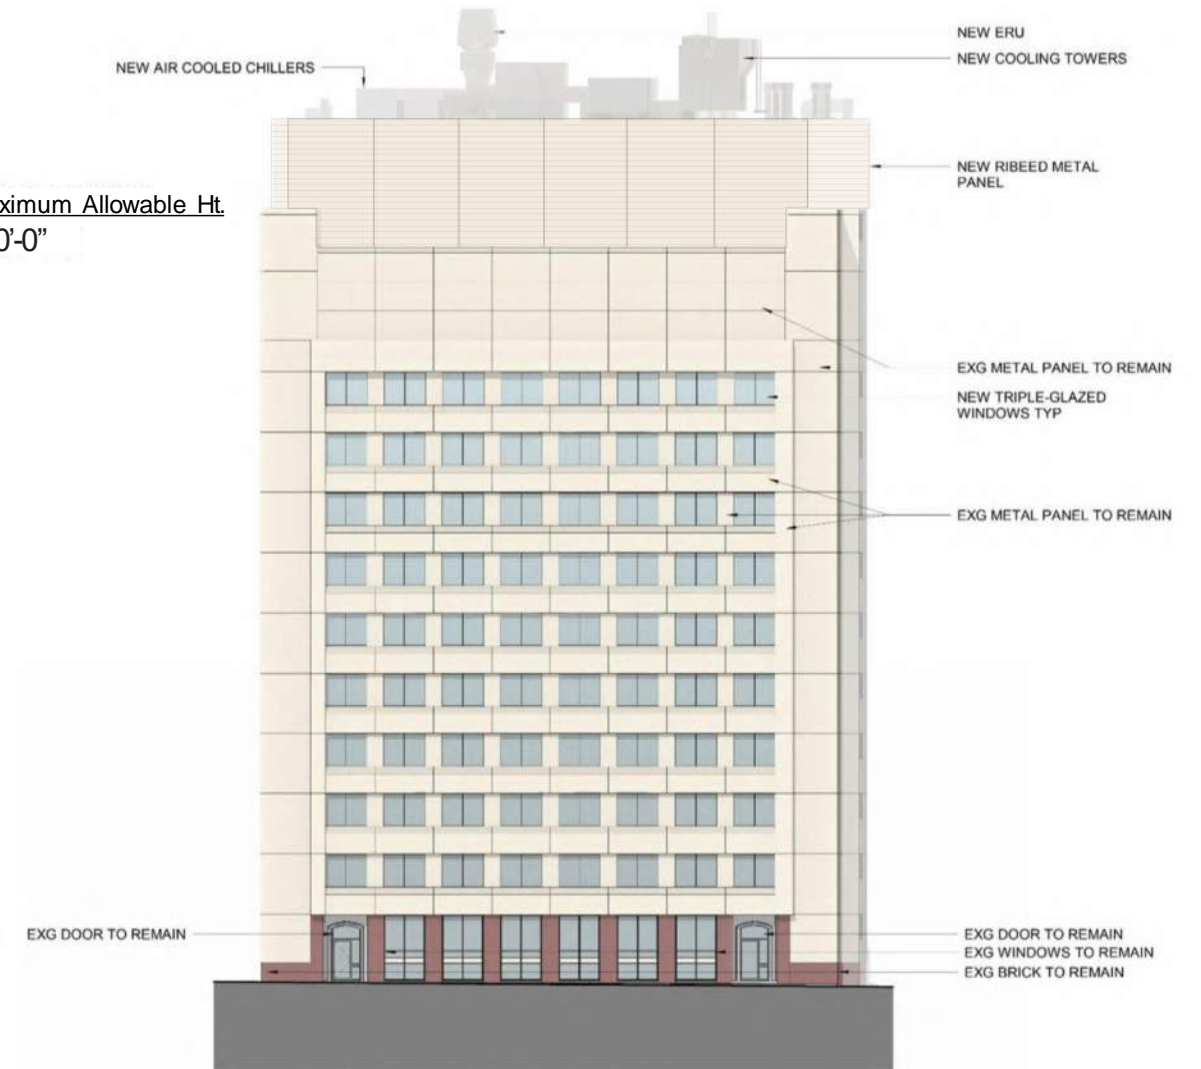 NEW ERU
NEW COOLING TOWERS
NEW AIR COOLED CHILLERS
NEW RIBEED METAL
PANEL
ximum Allowable Ht.
0'-0”
EXG METAL PANEL TO REMAIN
NEW TRIPLE-GLAZED
WINDOWS TYP
EXG METAL PANEL TO REMAIN
EXG DOOR TO REMAIN
EXG DOOR TO REMAIN
EXG WINDOWS TO REMAIN
EXG BRICK TO REMAIN